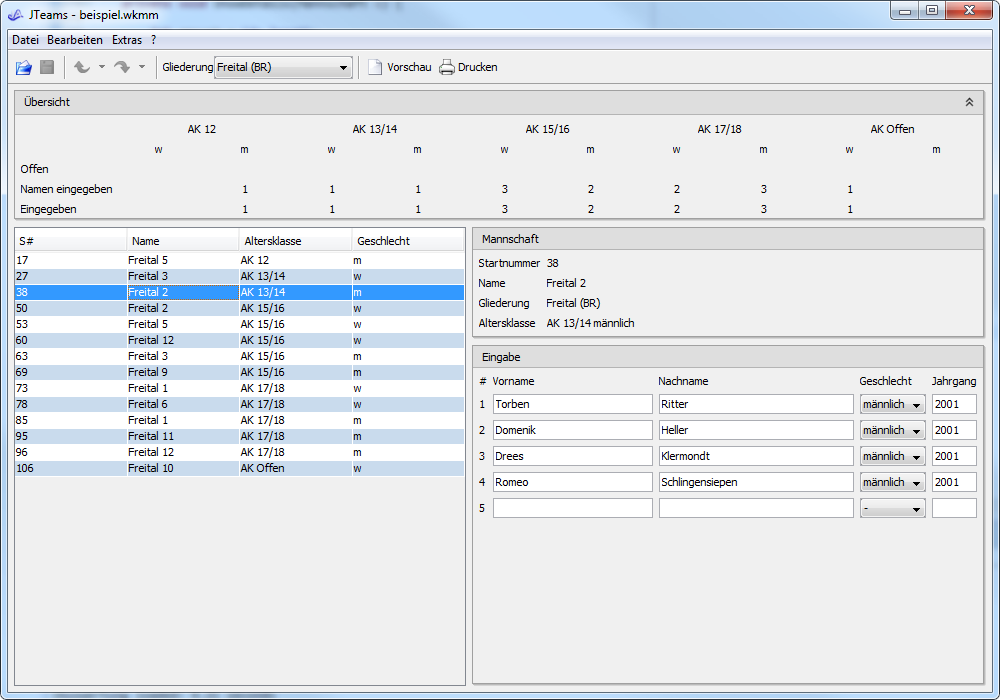 JTeams - beispiel.wkmm
Datei Bearbeiten Extras ?
Gliederung Freital (BR) Vorschau Drucken
Übersicht
AK 12 AK 13/14 AK 15/16 AK 17/18 AK Offen
w m w m w m w m w m
Offen
Namen eingegeben 1 1 1 3 2 2 3 1
Eingegeben 1 1 1 3 2 2 3 1
S# Name Altersklasse Geschlecht
17 Freital 5 AK 12 m
27 Freital 3 AK 13/14 w
38 Freital 2 AK 13/14 m
50 Freital 2 AK 15/16 w
53 Freital 5 AK 15/16 w
60 Freital 12 AK 15/16 w
63 Freital 3 AK 15/16 m
69 Freital 9 AK 15/16 m
73 Freital 1 AK 17/18 w
78 Freital 6 AK 17/18 w
85 Freital 1 AK 17/18 m
95 Freital 11 AK 17/18 m
96 Freital 12 AK 17/18 m
106 Freital 10 AK Offen w
Mannschaft
Startnummer 38
Name Freital 2
Gliederung Freital (BR)
Altersklasse AK 13/14 männlich
Eingabe
# Vorname Nachname Geschlecht Jahrgang
1 Torben Ritter männlich 2001
2 Domenik Heller männlich 2001
3 Drees Klermondt männlich 2001
4 Romeo Schlingensiepen männlich 2001
5 -